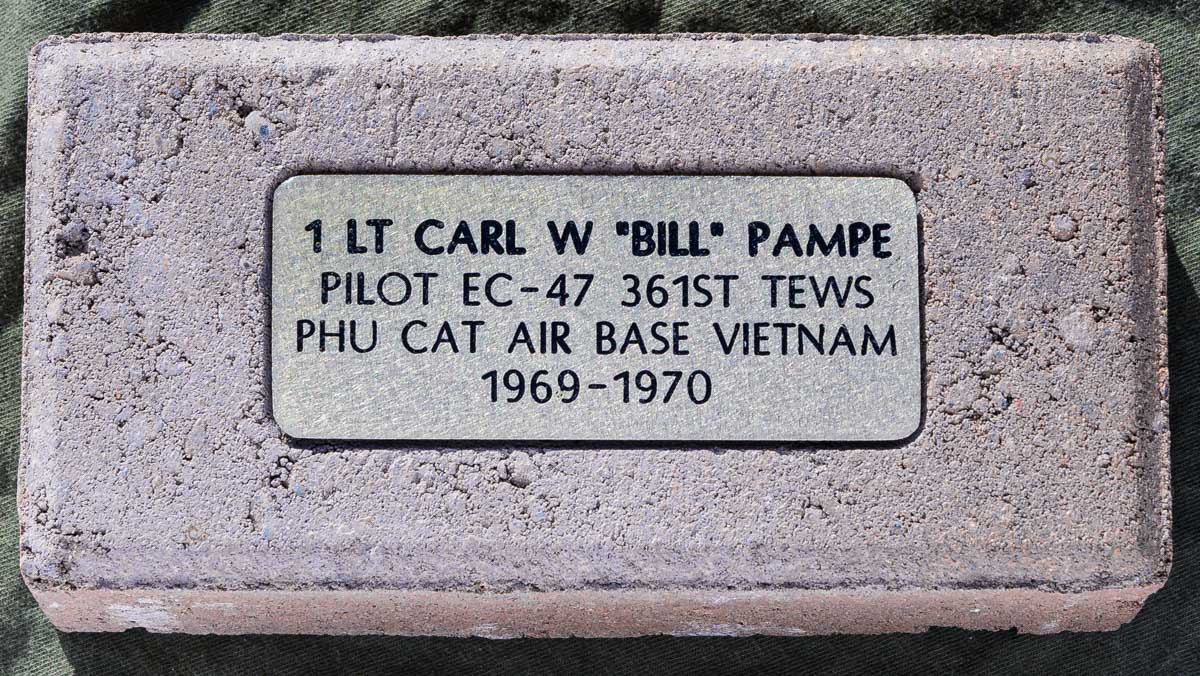 1 LT CARL W "BILL" PAMPE
PILOT EC-47 361ST TEWS
PHU CAT AIR BASE VIETNAM
1969-1970